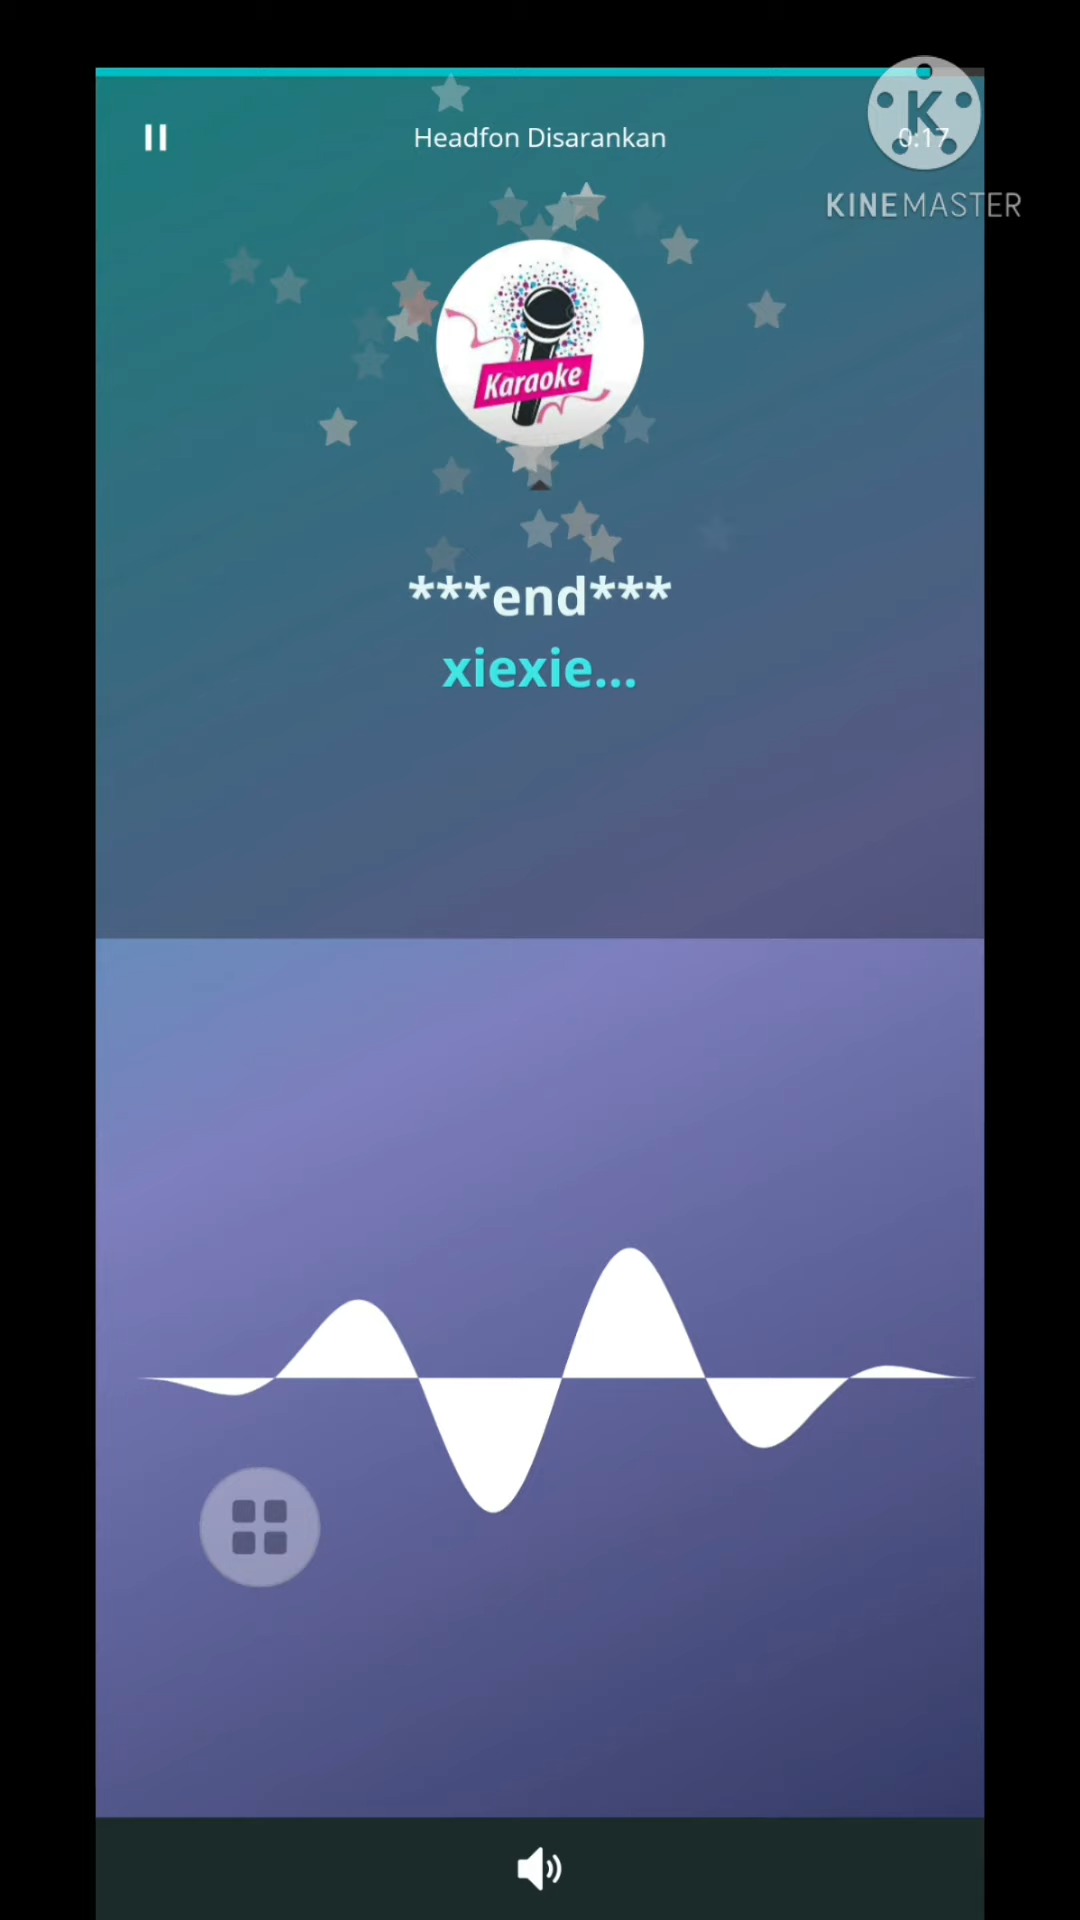 Headfon Disarankan
0:17
KINEMASTER
Karaoke
***end***
xiexie...